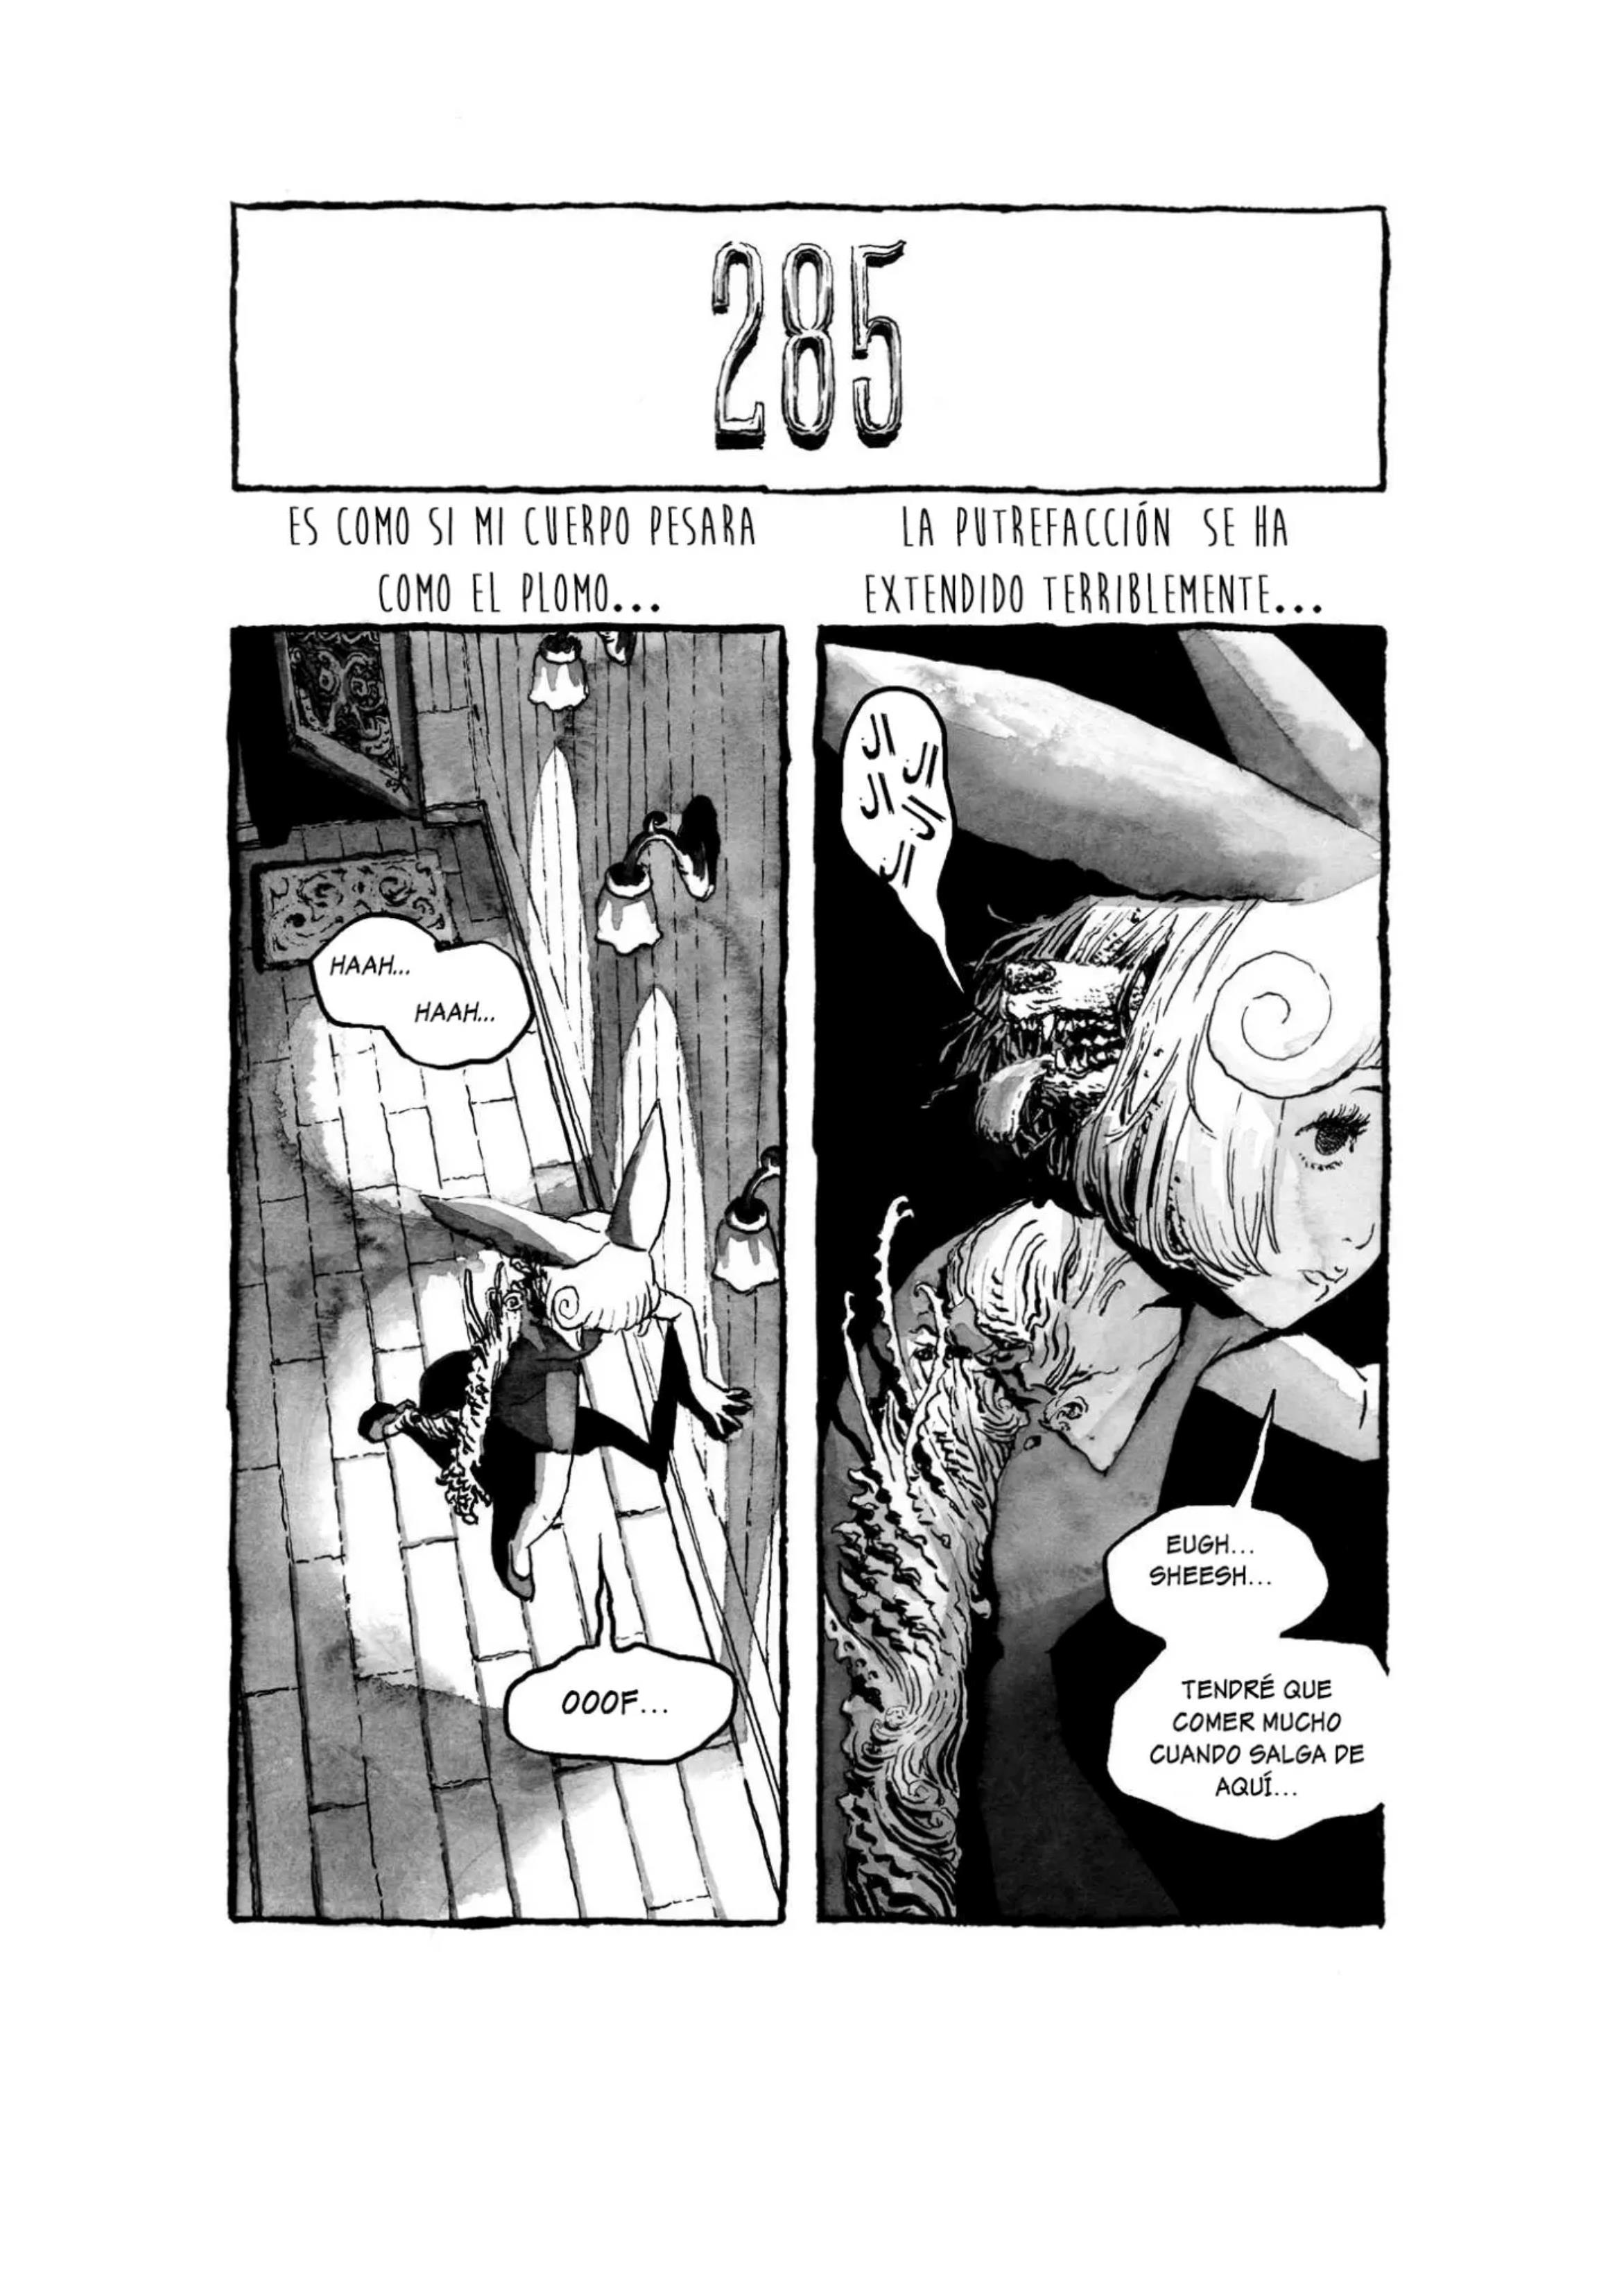 285
ES COMO SI MI CUERPO PESARA
COMO EL PLOMO...
LA PUTREFACCIÓN SE HA
EXTENDIDO TERRIBLEMENTE...
HAAH...
HAAH...
OOOF...
JI
JI
JI
JI
JI
EUGH...
SHEESH...
TENDRÉ QUE
COMER MUCHO
CUANDO SALGA DE
AQUÍ...